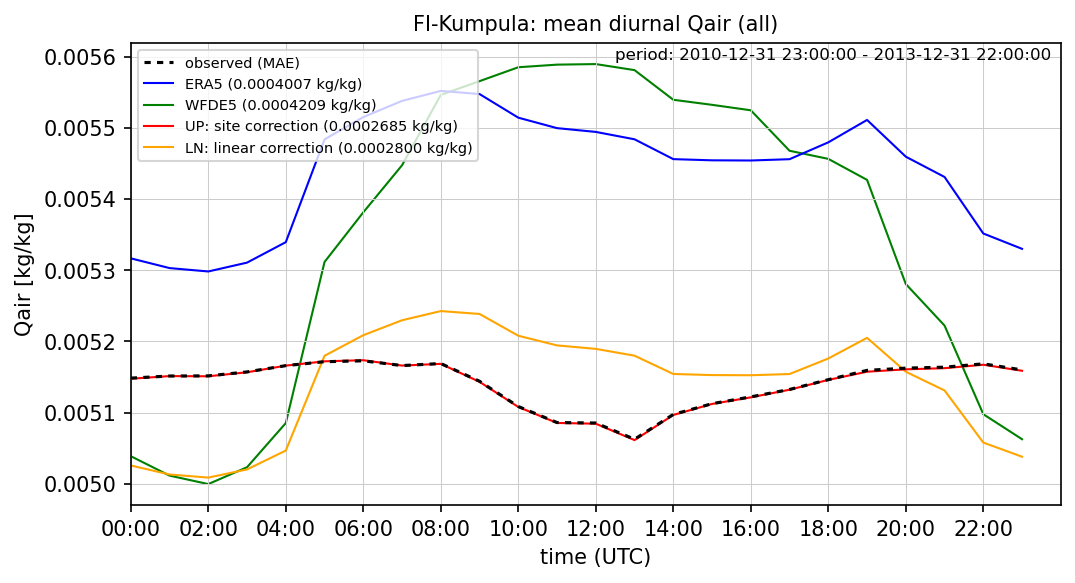 FI-Kumpula: mean diurnal Qair (all)
period: 2010-12-31 23:00:00 - 2013-12-31 22:00:00
observed (MAE)
ERA5 (0.0004007 kg/kg)
WFDE5 (0.0004209 kg/kg)
UP: site correction (0.0002685 kg/kg)
LN: linear correction (0.0002800 kg/kg)
Qair [kg/kg]
0.0056
0.0055
0.0054
0.0053
0.0052
0.0051
0.0050
00:00 02:00 04:00 06:00 08:00 10:00 12:00 14:00 16:00 18:00 20:00 22:00
time (UTC)